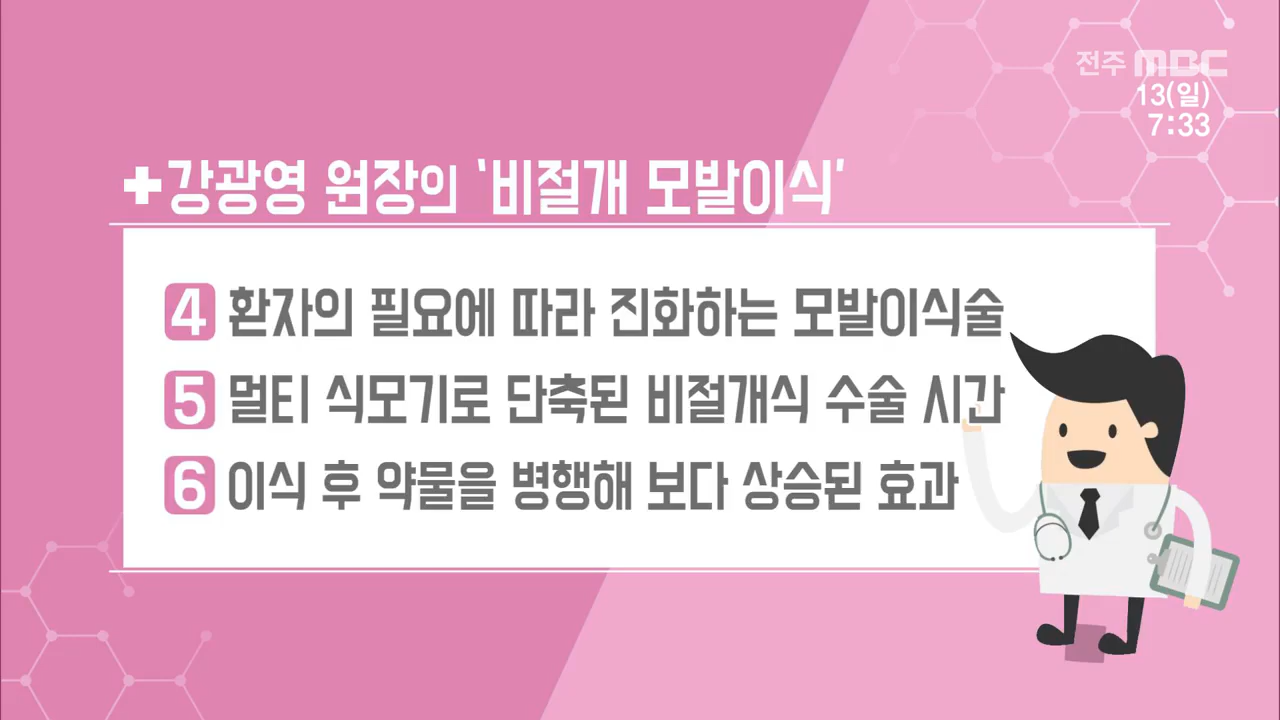 전주 MBC
13(일)
7:33
+강광영 원장의 '비절개 모발이식'
4 환자의 필요에 따라 진화하는 모발이식술
5 멀티 식모기로 단축된 비절개식 수술 시간
6 이식 후 약물을 병행해 보다 상승된 효과